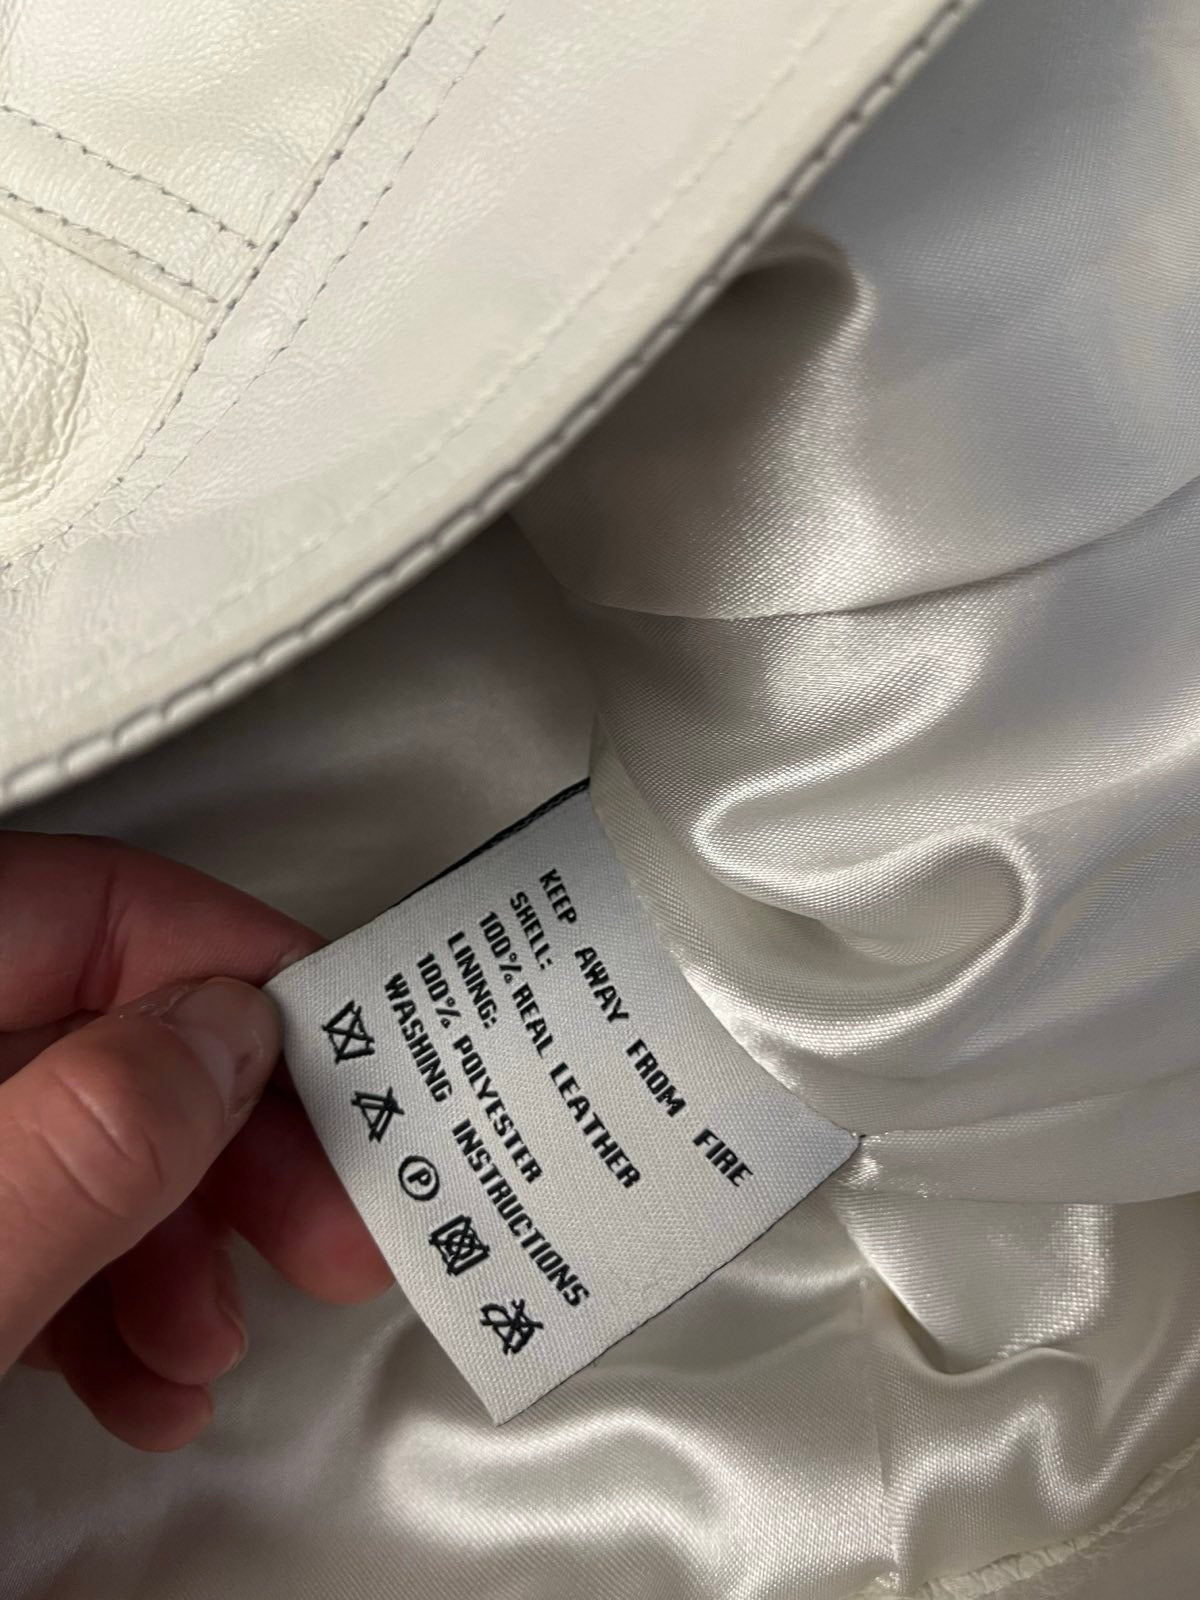 KEEP AWAY FROM FIRE
SHELL:
100% REAL LEATHER
LINING:
100% POLYESTER
WASHING INSTRUCTIONS
P